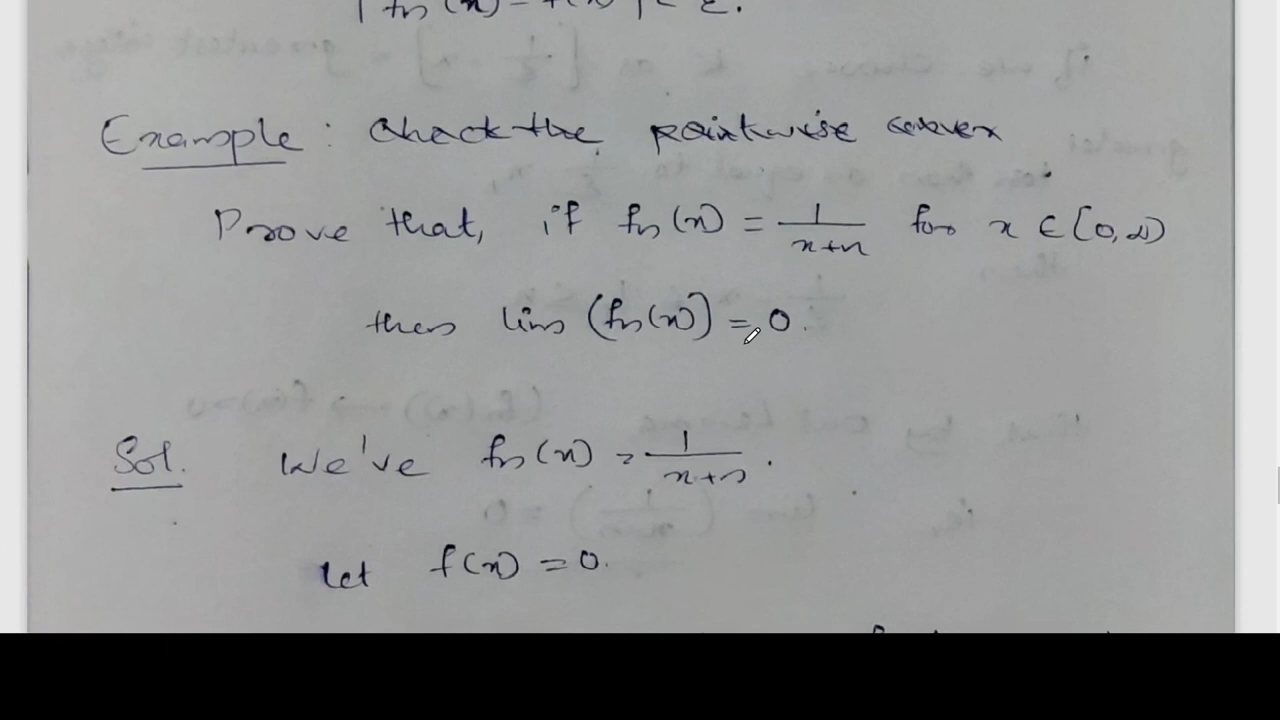 |fn(x) - f(x)| < ε.
Example: Check the pointwise conver
Prove that, if fn(x) = 1/(x+n) for x ∈ [0, ∞)
then lim (fn(x)) = 0.
Sol. We've fn(x) = 1/(x+n).
Let f(x) = 0.